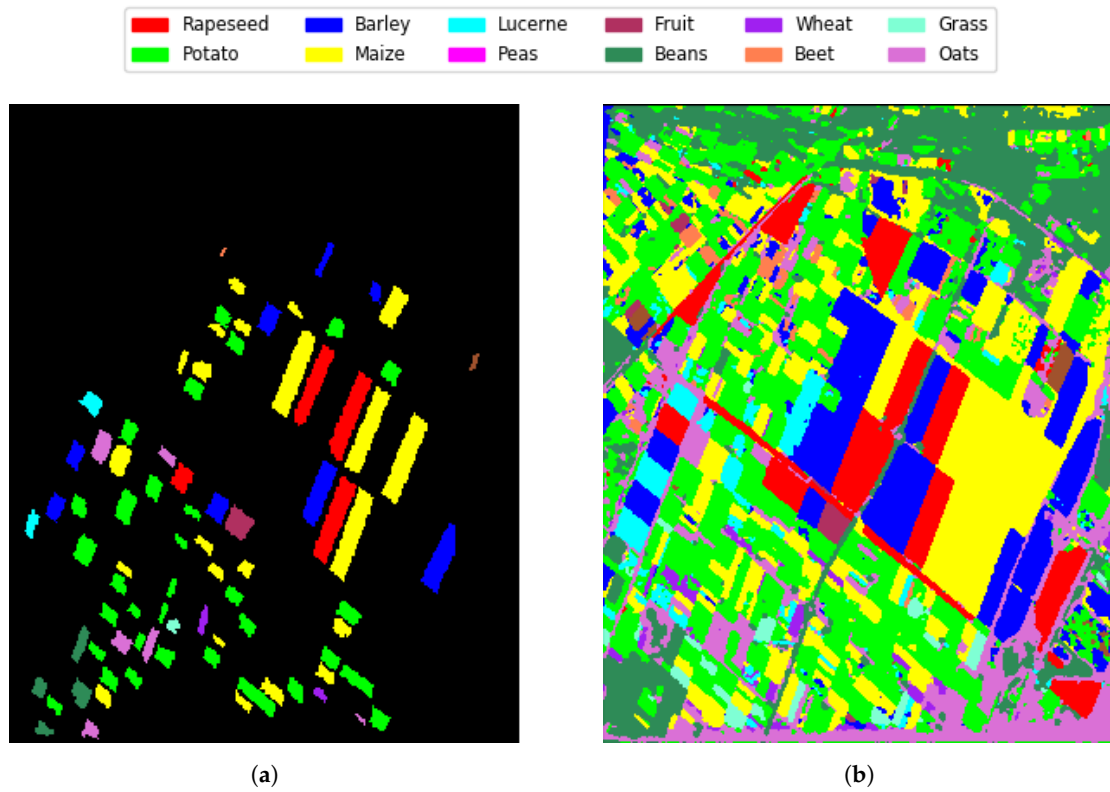 Rapeseed Barley Lucerne Fruit Wheat Grass
Potato Maize Peas Beans Beet Oats
(a) (b)